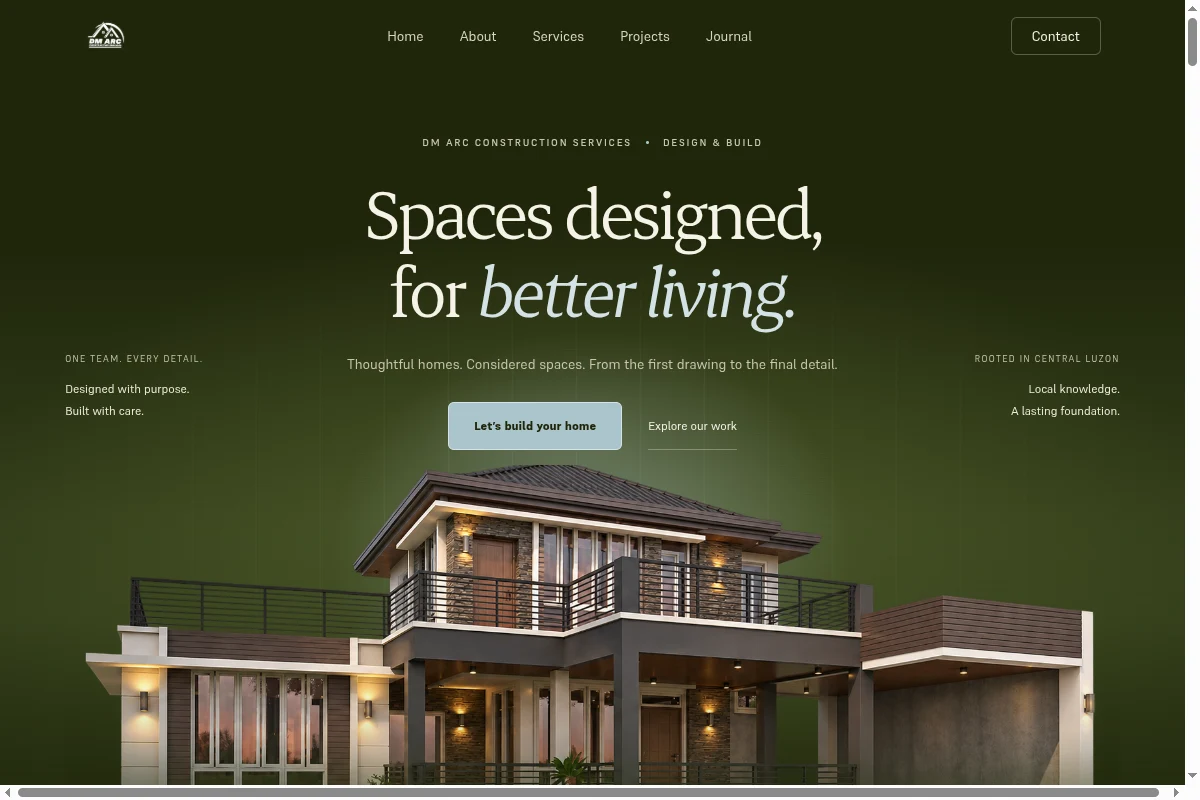 DM ARC
Home
About
Services
Projects
Journal
Contact
DM ARC CONSTRUCTION SERVICES • DESIGN & BUILD
Spaces designed,
for better living.
ONE TEAM. EVERY DETAIL.
Designed with purpose.
Built with care.
Thoughtful homes. Considered spaces. From the first drawing to the final detail.
ROOTED IN CENTRAL LUZON
Local knowledge.
A lasting foundation.
Let's build your home
Explore our work